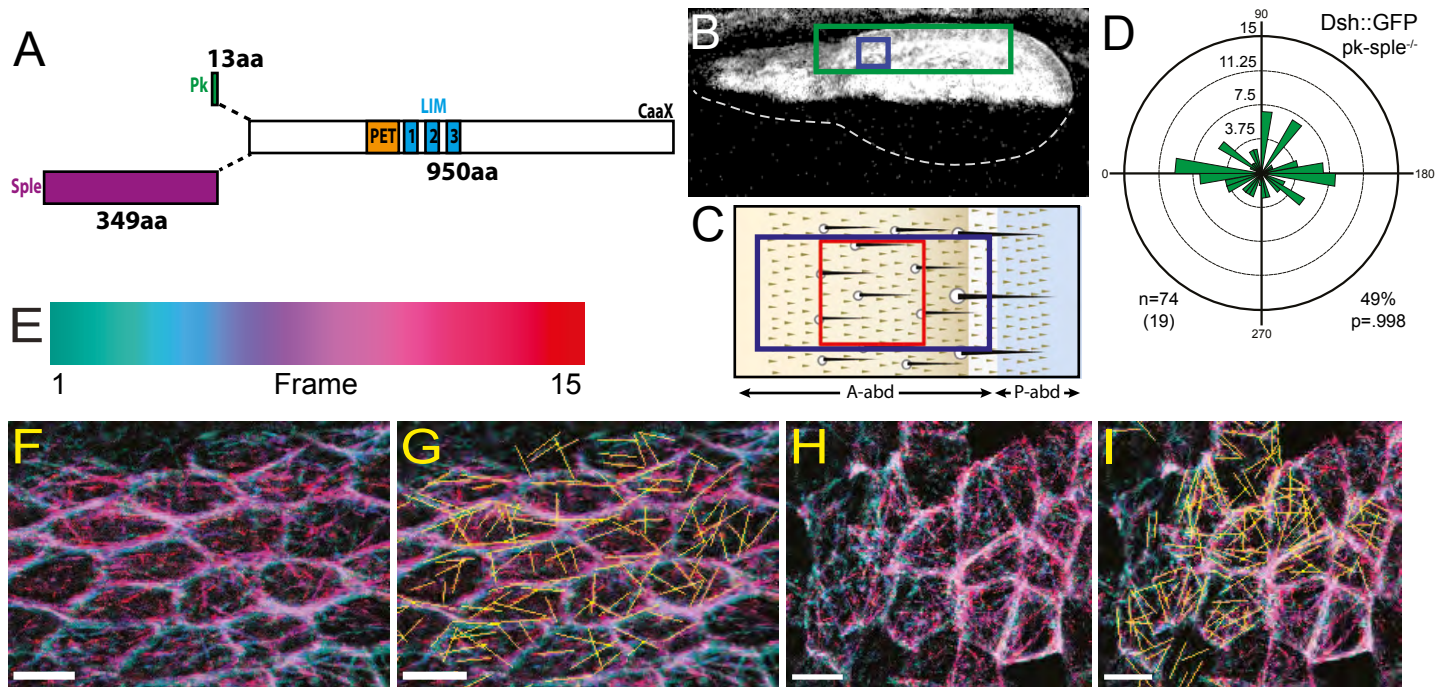 A
13aa
Pk
LIM
CaaX
PET 1 2 3
950aa
Sple
349aa
B
C
A-abd
P-abd
D
Dsh::GFP
pk-sple-/-
90
15
11.25
7.5
3.75
0
180
270
n=74
(19)
49%
p=.998
E
1 Frame 15
F G H I